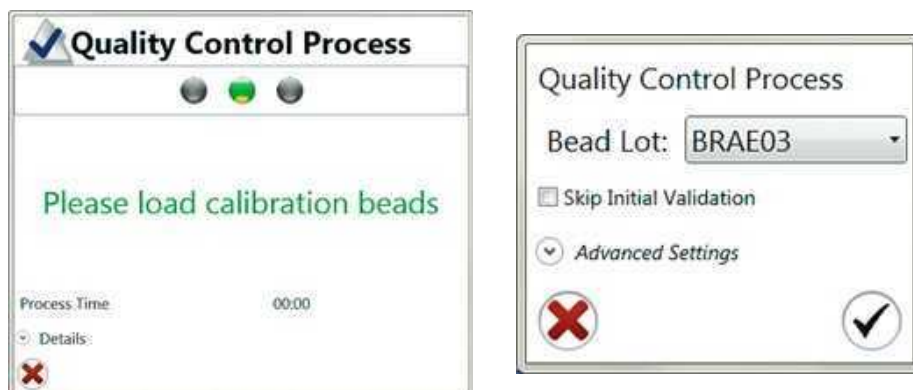 Quality Control Process
Please load calibration beads
Process Time 00:00
Details
Quality Control Process
Bead Lot: BRAE03
Skip Initial Validation
Advanced Settings